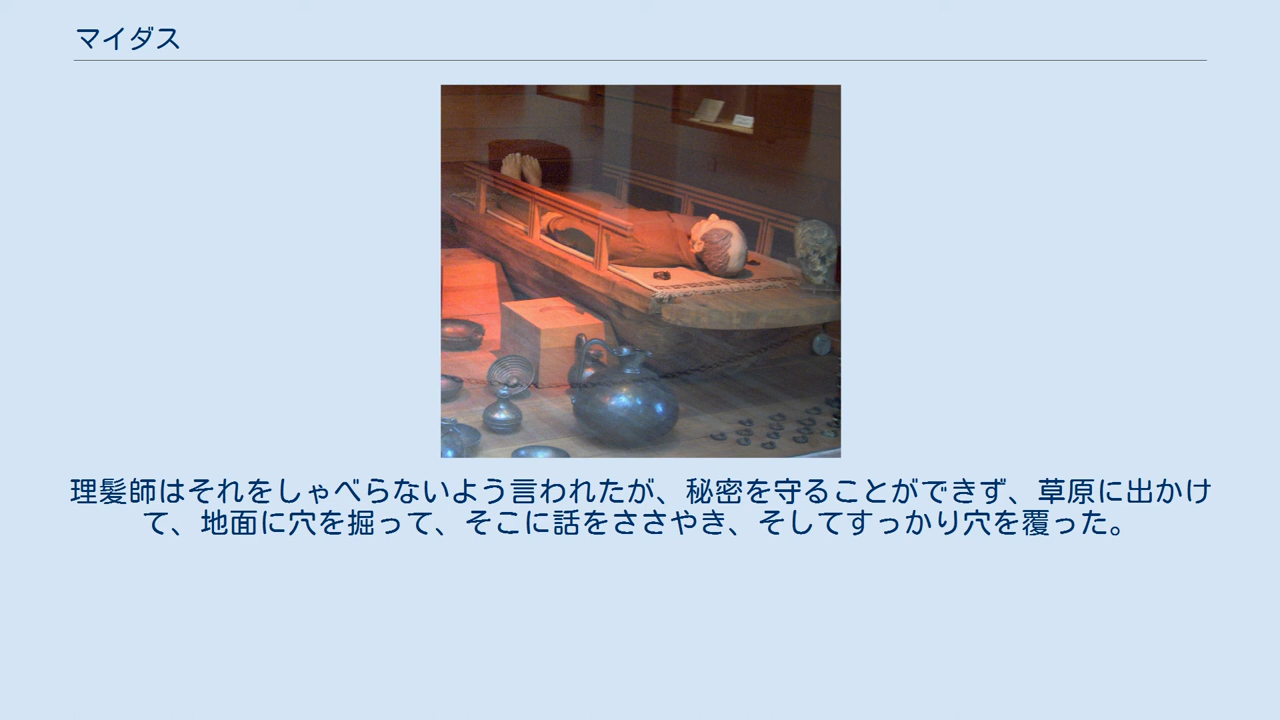 マイダス
理髪師はそれをしゃべらないよう言われたが、秘密を守ることができず、草原に出かけ
て、地面に穴を掘って、そこに話をささやき、そしてすっかり穴を覆った。